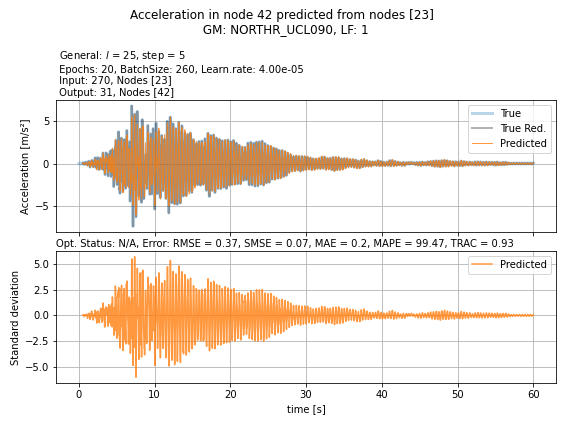 Acceleration in node 42 predicted from nodes [23]
GM: NORTHR_UCL090, LF: 1
General: l = 25, step = 5
Epochs: 20, BatchSize: 260, Learn.rate: 4.00e-05
Input: 270, Nodes [23]
Output: 31, Nodes [42]
Acceleration [m/s²]
5
0
−5
True
True Red.
Predicted
Opt. Status: N/A, Error: RMSE = 0.37, SMSE = 0.07, MAE = 0.2, MAPE = 99.47, TRAC = 0.93
Standard deviation
5.0
2.5
0.0
−2.5
−5.0
Predicted
0 10 20 30 40 50 60
time [s]